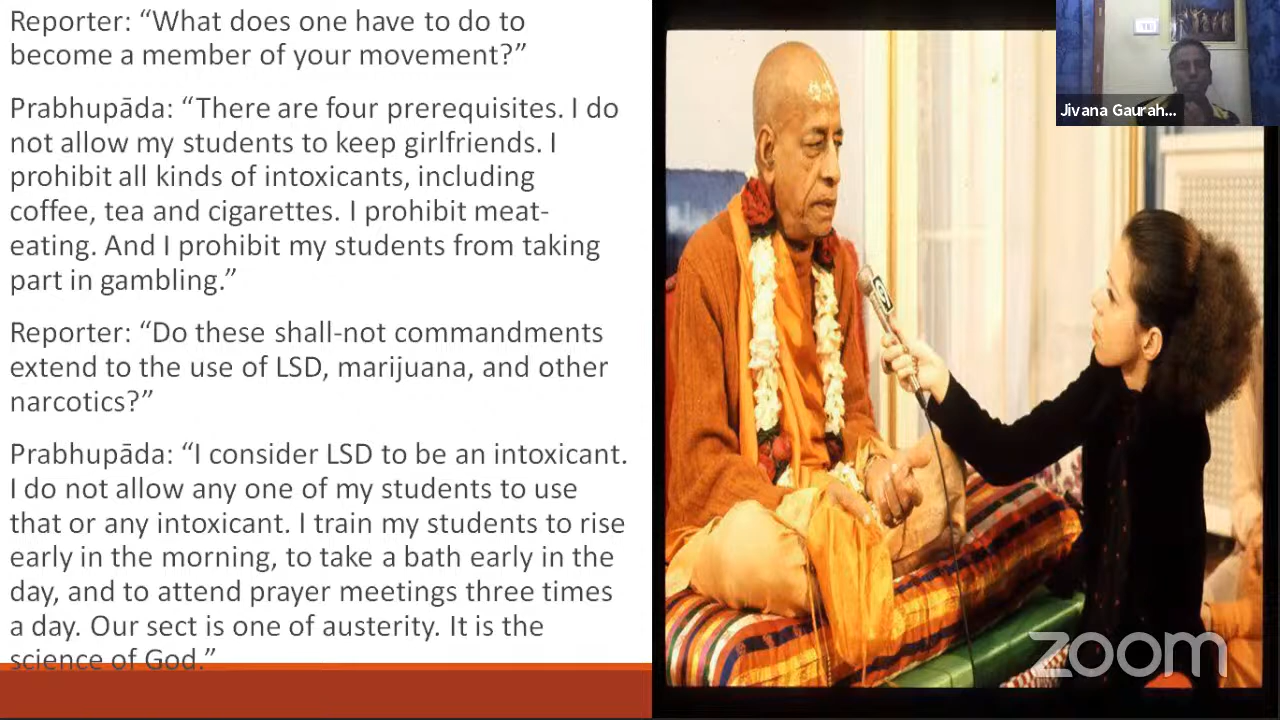 Reporter: “What does one have to do to
become a member of your movement?”
Prabhupāda: “There are four prerequisites. I do
not allow my students to keep girlfriends. I
prohibit all kinds of intoxicants, including
coffee, tea and cigarettes. I prohibit meat-
eating. And I prohibit my students from taking
part in gambling.”
Reporter: “Do these shall-not commandments
extend to the use of LSD, marijuana, and other
narcotics?”
Prabhupāda: “I consider LSD to be an intoxicant.
I do not allow any one of my students to use
that or any intoxicant. I train my students to rise
early in the morning, to take a bath early in the
day, and to attend prayer meetings three times
a day. Our sect is one of austerity. It is the
science of God.”
Jivana Gaurah...
zoom